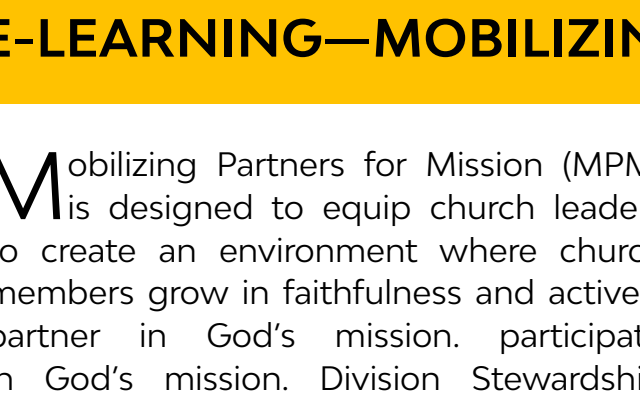 E-LEARNING—MOBILIZIN
Mobilizing Partners for Mission (MPM
is designed to equip church leade
o create an environment where churc
members grow in faithfulness and active
partner in God's mission. participat
n God's mission. Division Stewardshi